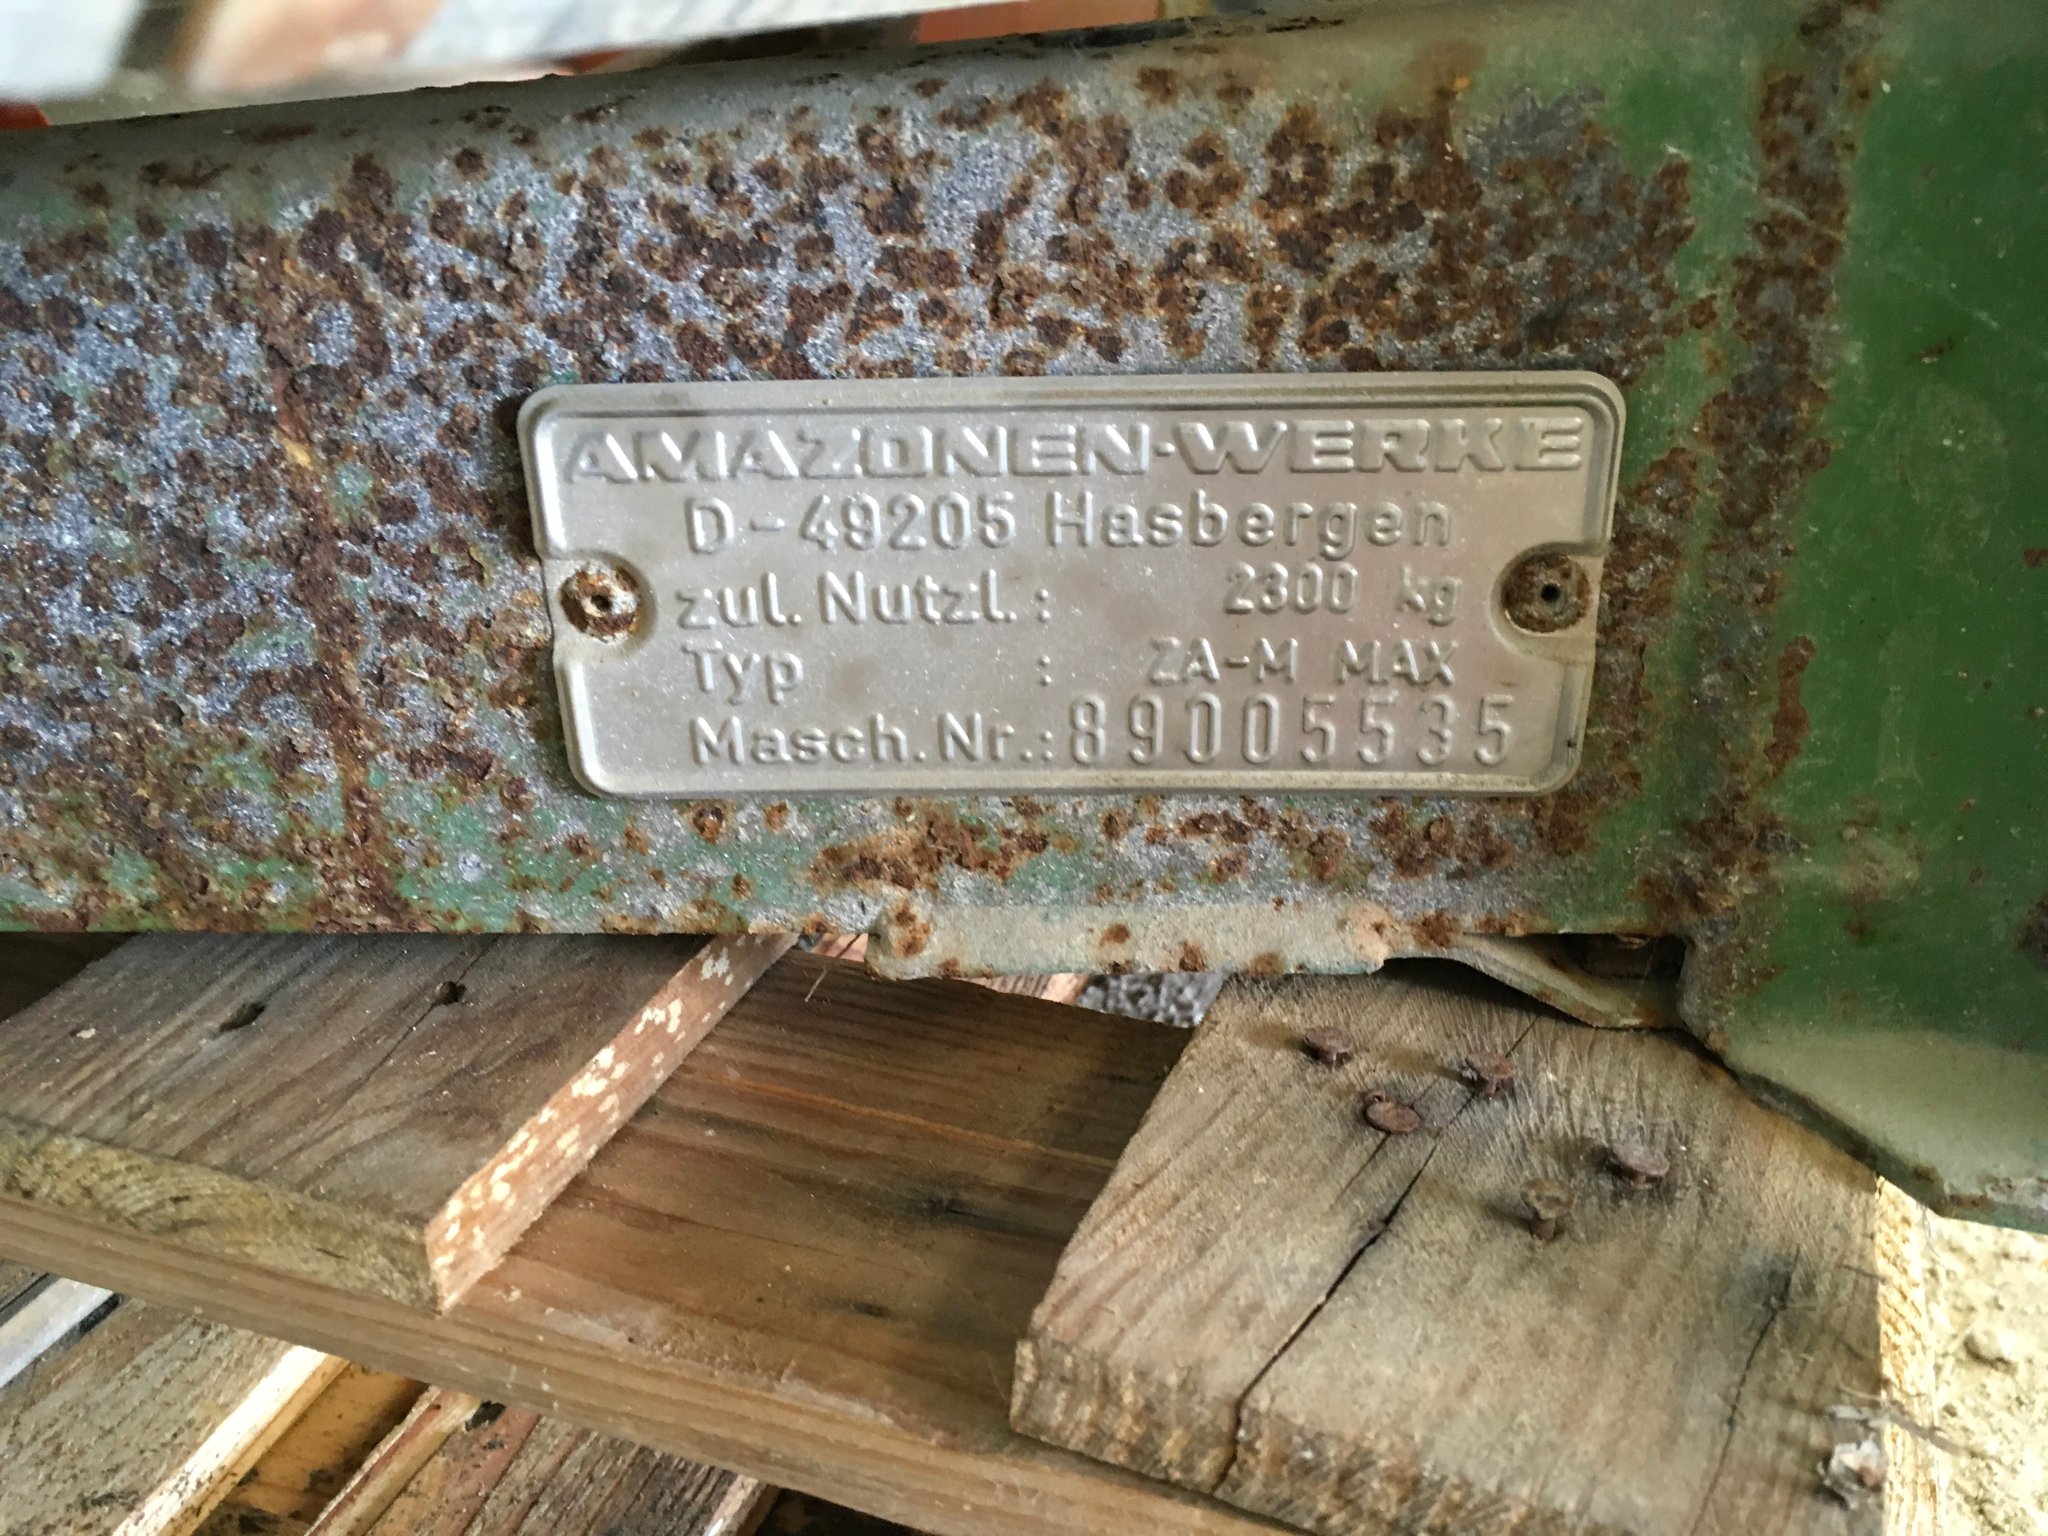 AMAZONEN-WERKE
D-49205 Hasbergen
zul. Nutzl.: 2300 kg
Typ : ZA-M MAX
Masch.Nr.: 89005535